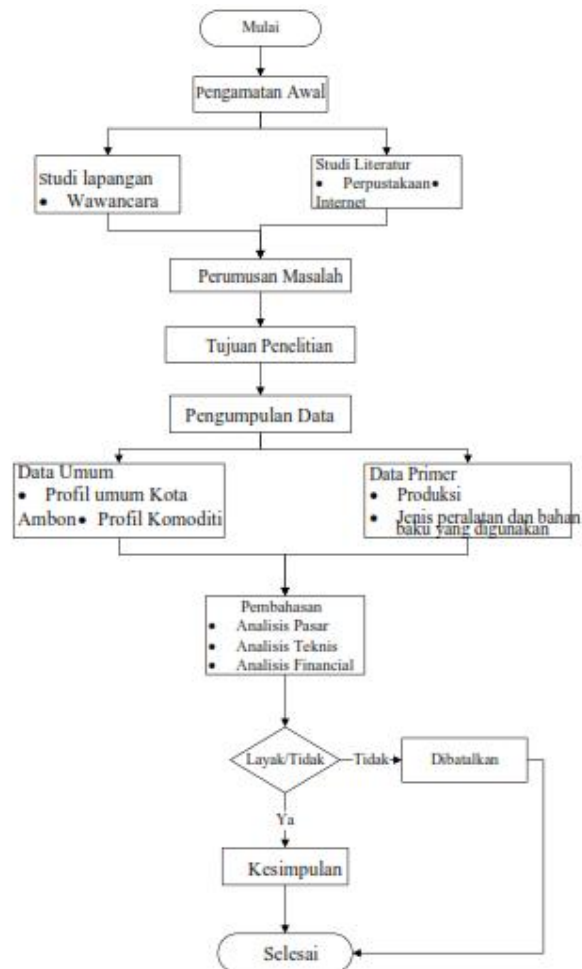 Mulai
Pengamatan Awal
Studi lapangan
• Wawancara
Studi Literatur
• Perpustakaan•
Internet
Perumusan Masalah
Tujuan Penelitian
Pengumpulan Data
Data Umum
• Profil umum Kota
Ambon• Profil Komoditi
Data Primer
• Produksi
• Jenis peralatan dan bahan
baku yang digunakan
Pembahasan
• Analisis Pasar
• Analisis Teknis
• Analisis Financial
Layak/Tidak
Tidak
Dibatalkan
Ya
Kesimpulan
Selesai